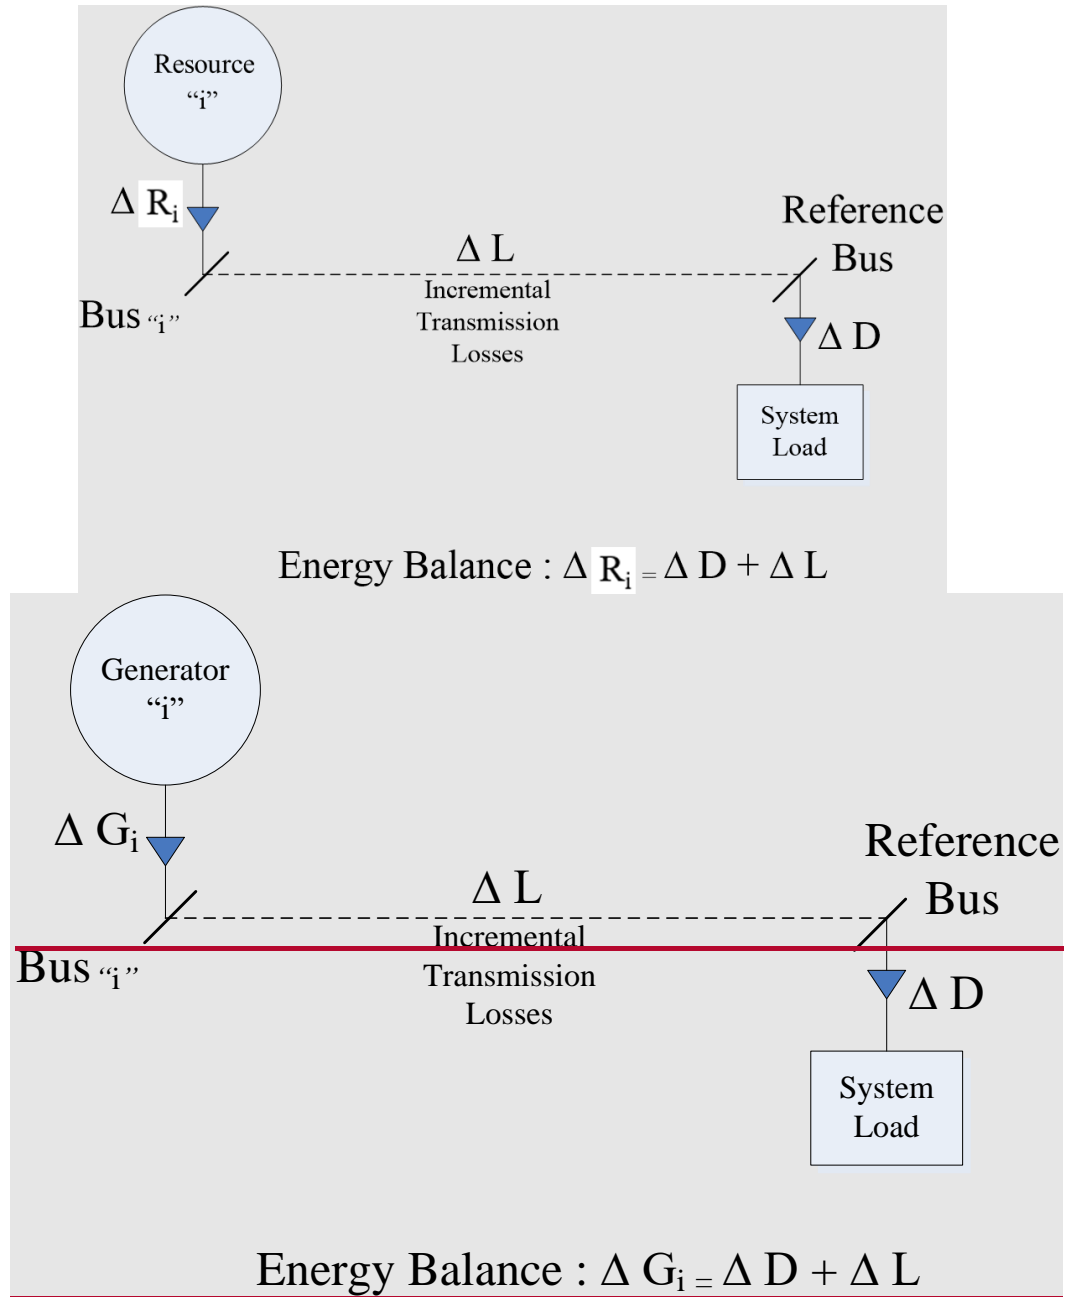 Resource
“i”
Δ Rᵢ
Reference
Bus
Δ L
Incremental
Transmission
Losses
Bus “i”
Δ D
System
Load
Energy Balance : Δ Rᵢ = Δ D + Δ L
Generator
“i”
Δ Gᵢ
Reference
Bus
Δ L
Incremental
Transmission
Losses
Bus “i”
Δ D
System
Load
Energy Balance : Δ Gᵢ = Δ D + Δ L